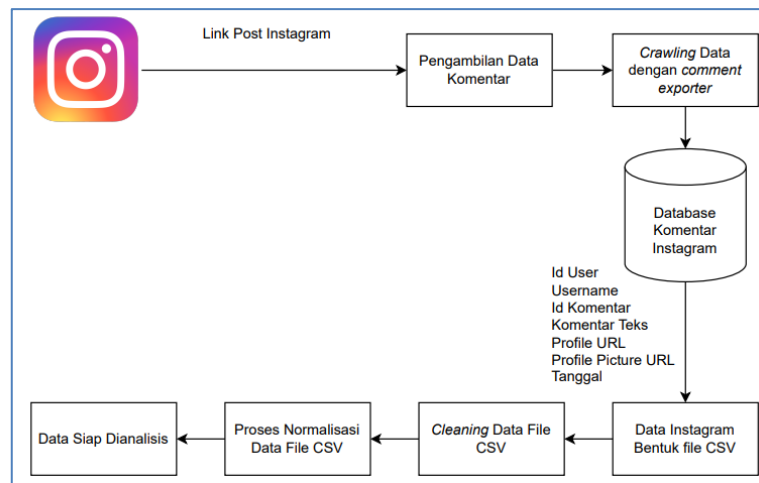 Link Post Instagram
Pengambilan Data
Komentar
Crawling Data
dengan comment
exporter
Database
Komentar
Instagram
Id User
Username
Id Komentar
Komentar Teks
Profile URL
Profile Picture URL
Tanggal
Data Instagram
Bentuk file CSV
Cleaning Data File
CSV
Proses Normalisasi
Data File CSV
Data Siap Dianalisis